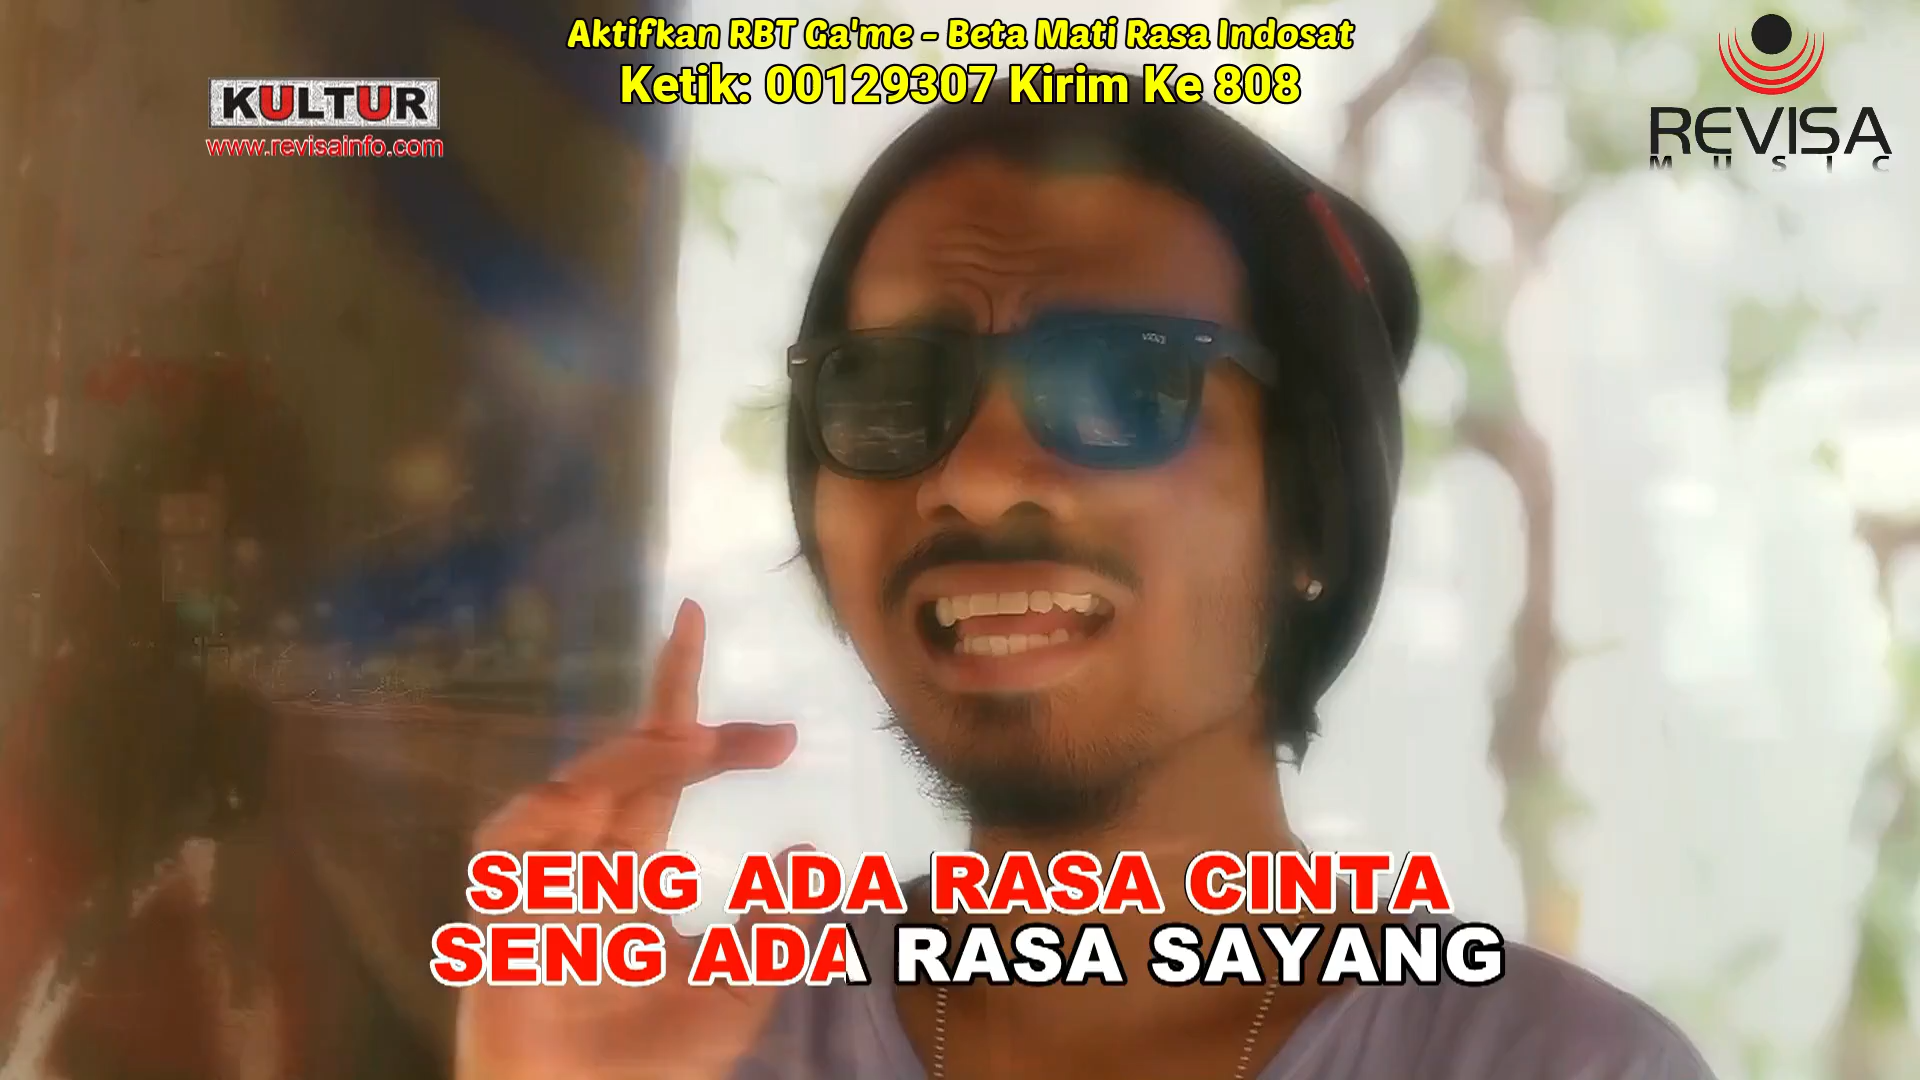 Aktifkan RBT Ga'me - Beta Mati Rasa Indosat
Ketik: 00129307 Kirim Ke 808
KULTUR
www.revisainfo.com
REVISA
MUSIC
SENG ADA RASA CINTA
SENG ADA RASA SAYANG